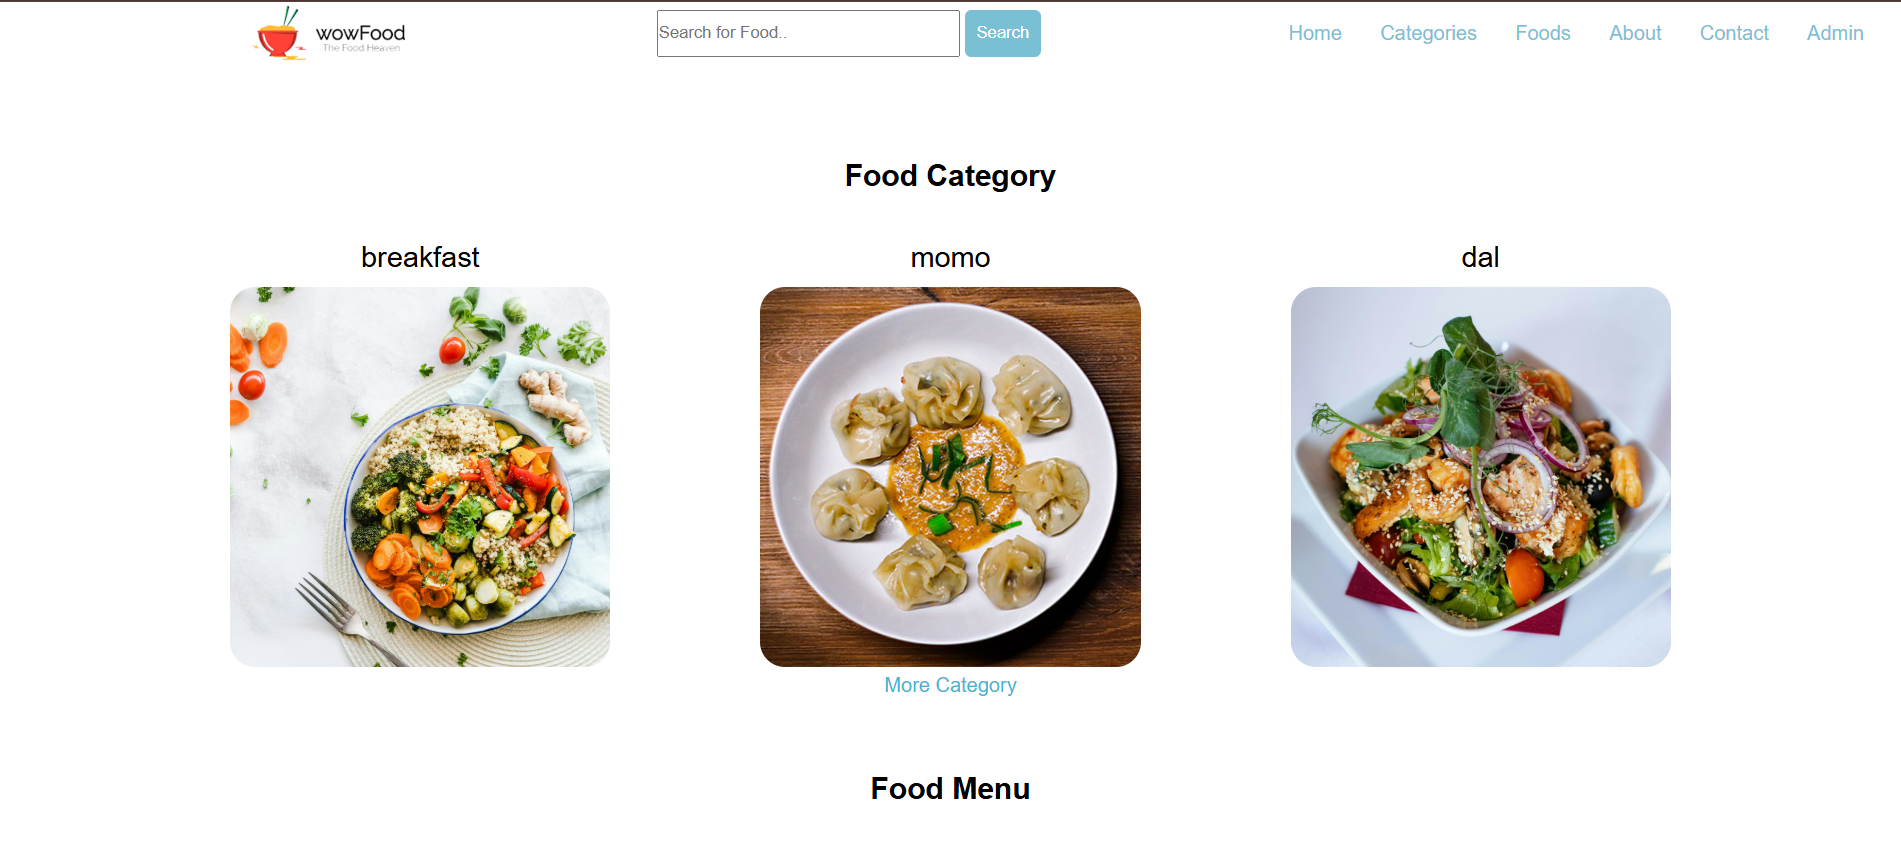 wowFood
The Food Heaven
Search for Food..
Search
Home
Categories
Foods
About
Contact
Admin
Food Category
breakfast
momo
dal
More Category
Food Menu